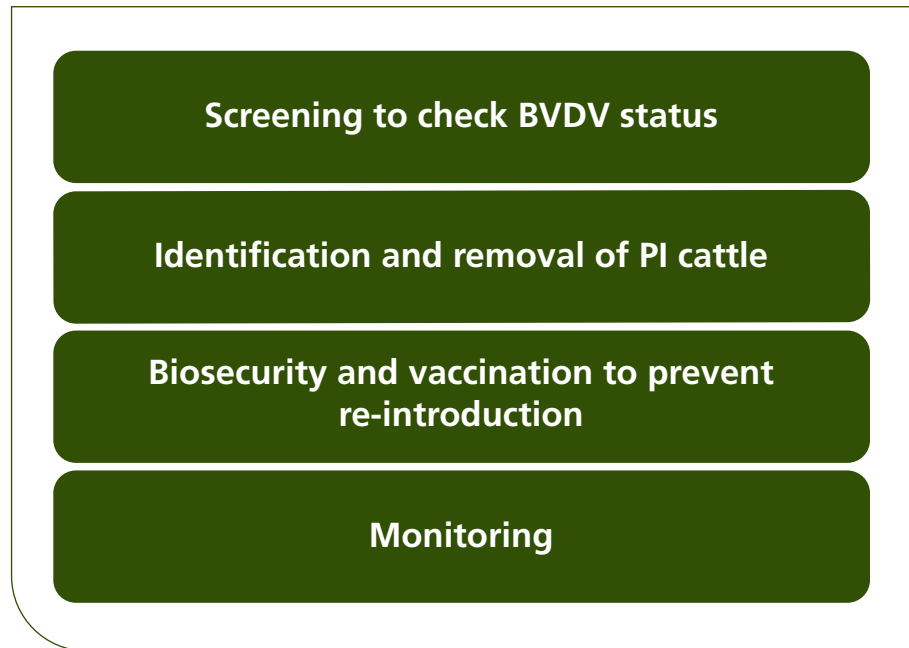 Screening to check BVDV status
Identification and removal of PI cattle
Biosecurity and vaccination to prevent
re-introduction
Monitoring